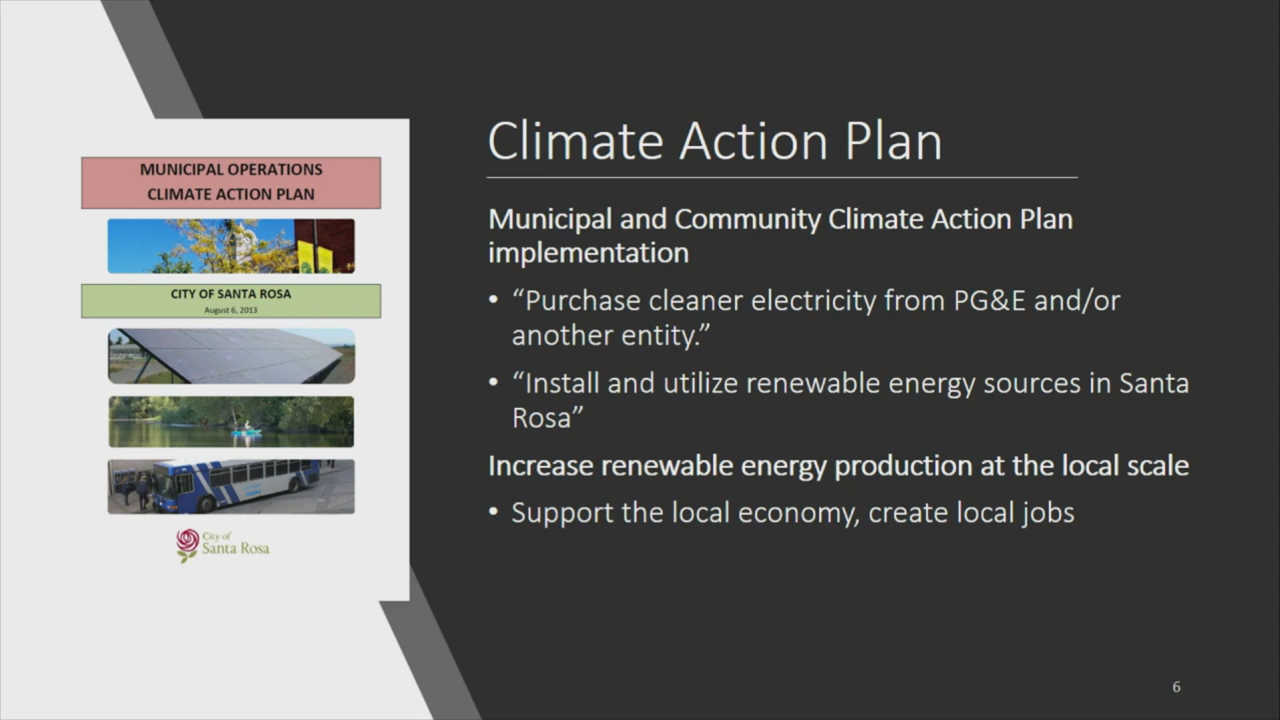 MUNICIPAL OPERATIONS
CLIMATE ACTION PLAN
CITY OF SANTA ROSA
August 6, 2013
City of
Santa Rosa
Climate Action Plan
Municipal and Community Climate Action Plan
implementation
• “Purchase cleaner electricity from PG&E and/or
another entity.”
• “Install and utilize renewable energy sources in Santa
Rosa”
Increase renewable energy production at the local scale
• Support the local economy, create local jobs
6